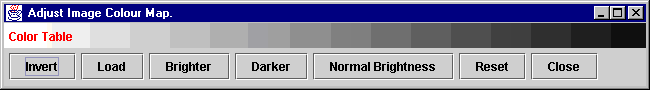 Adjust Image Colour Map.
Color Table
Invert Load Brighter Darker Normal Brightness Reset Close